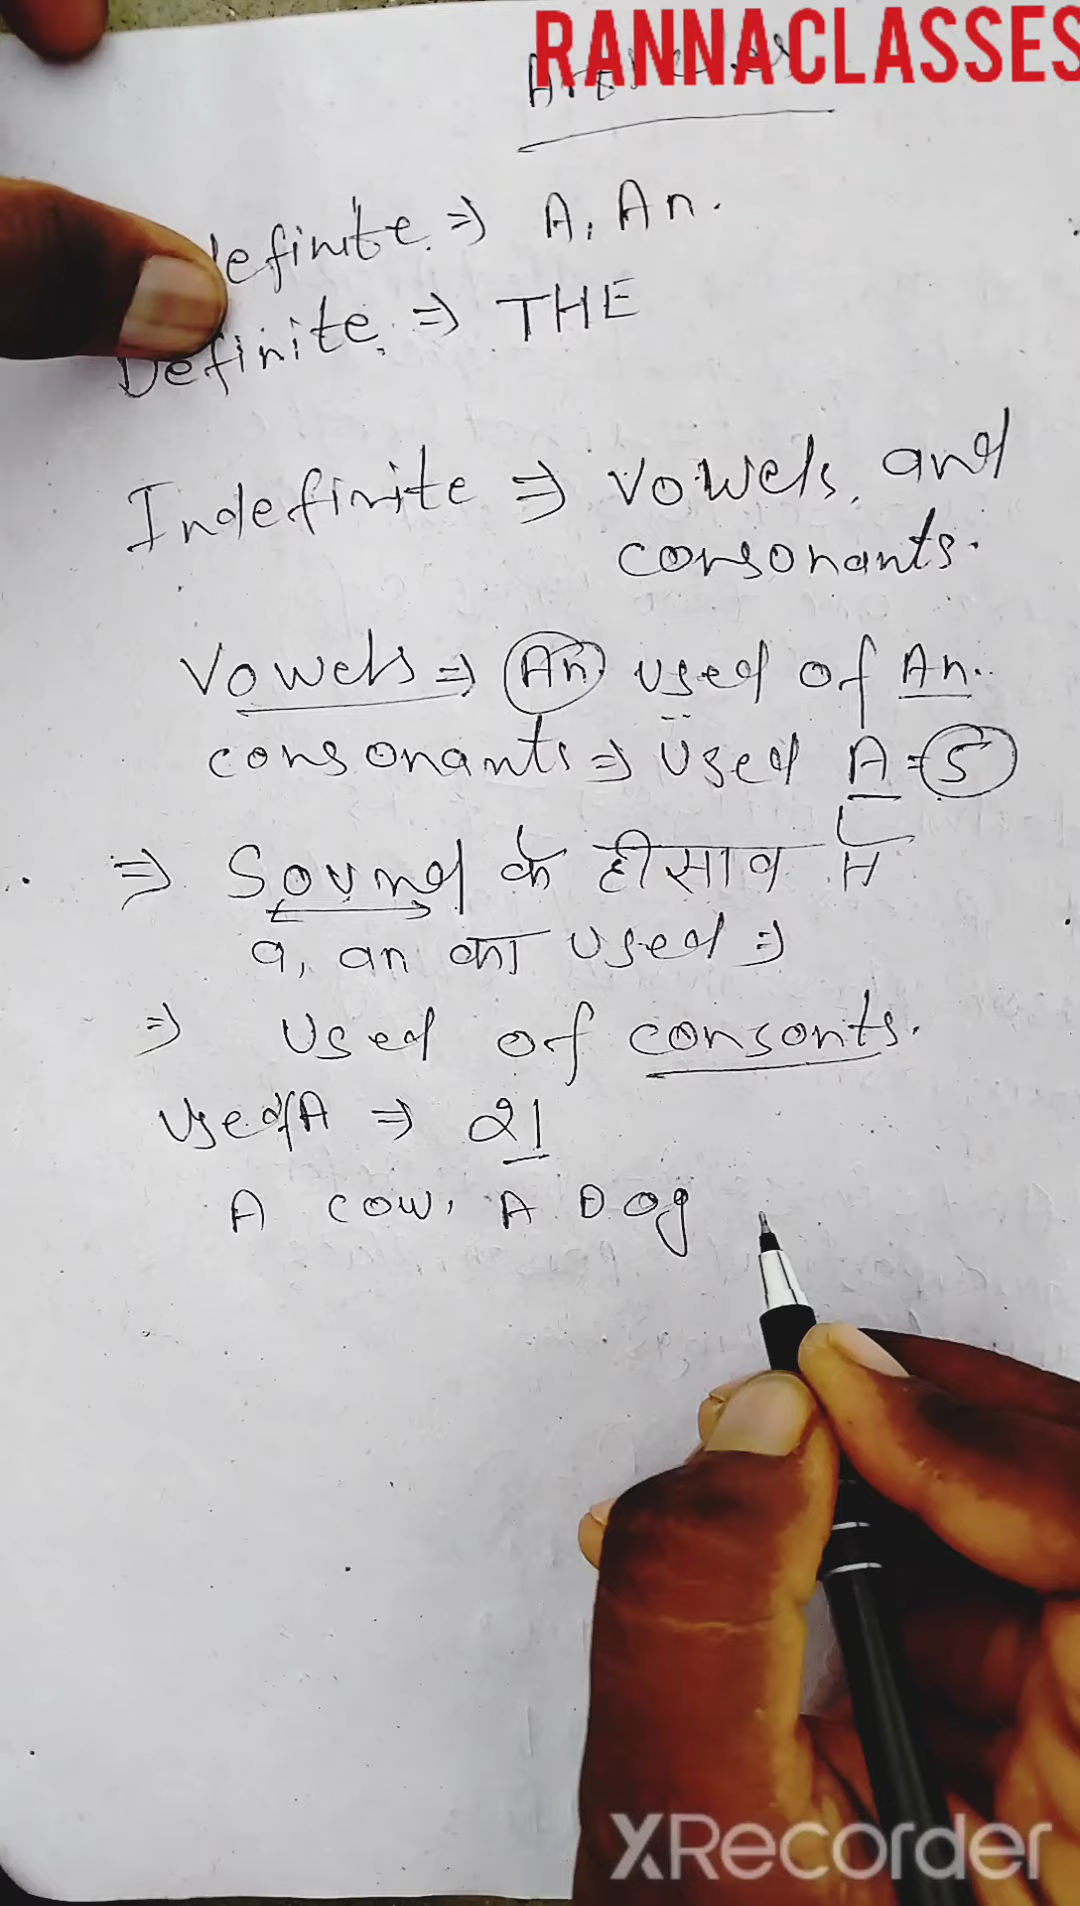 RANNACLASSES
efinite. ⇒ A, An.
Definite. ⇒ THE
Indefinite ⇒ Vowels, and
consonants.
Vowels ⇒ An used of An.
consonants ⇒ used A = 5
⇒ Sound के हीसाव से
a, an का used ⇒
⇒ used of consonts.
Used of A ⇒ 21
A cow, A Dog
XRecorder